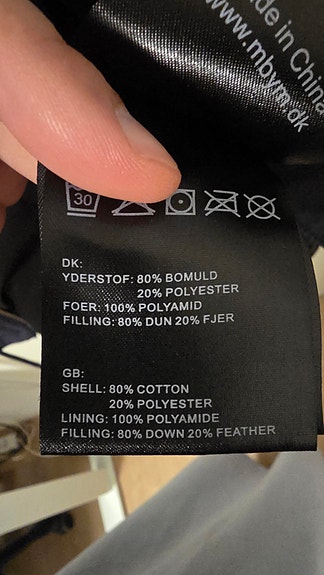 Made in China
www.mbym.dk
30
DK:
YDERSTOF: 80% BOMULD
20% POLYESTER
FOER: 100% POLYAMID
FILLING: 80% DUN 20% FJER
GB:
SHELL: 80% COTTON
20% POLYESTER
LINING: 100% POLYAMIDE
FILLING: 80% DOWN 20% FEATHER